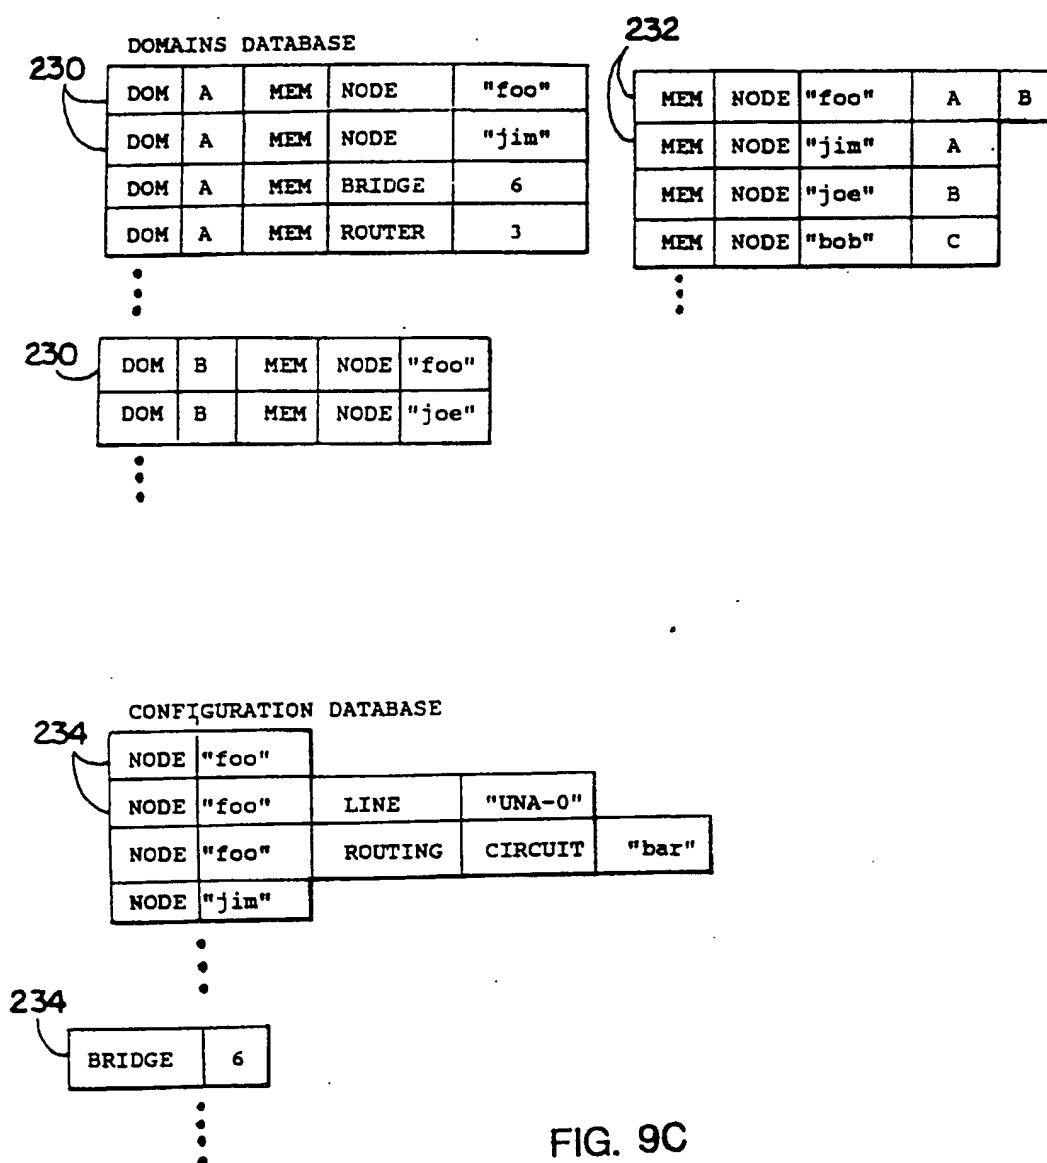 DOMAINS DATABASE
230
DOM A MEM NODE "foo"
DOM A MEM NODE "jim"
DOM A MEM BRIDGE 6
DOM A MEM ROUTER 3
232
MEM NODE "foo" A B
MEM NODE "jim" A
MEM NODE "joe" B
MEM NODE "bob" C
230
DOM B MEM NODE "foo"
DOM B MEM NODE "joe"
CONFIGURATION DATABASE
234
NODE "foo"
NODE "foo" LINE "UNA-0"
NODE "foo" ROUTING CIRCUIT "bar"
NODE "jim"
234
BRIDGE 6
FIG. 9C